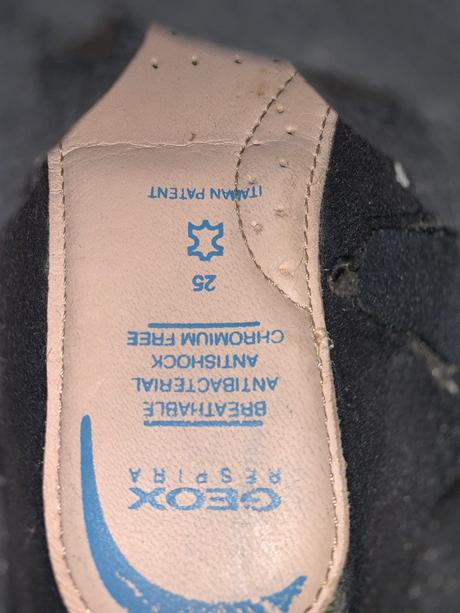 GEOX
RESPIRA
BREATHABLE
ANTIBACTERIAL
ANTISHOCK
CHROMIUM FREE
25
ITALIAN PATENT